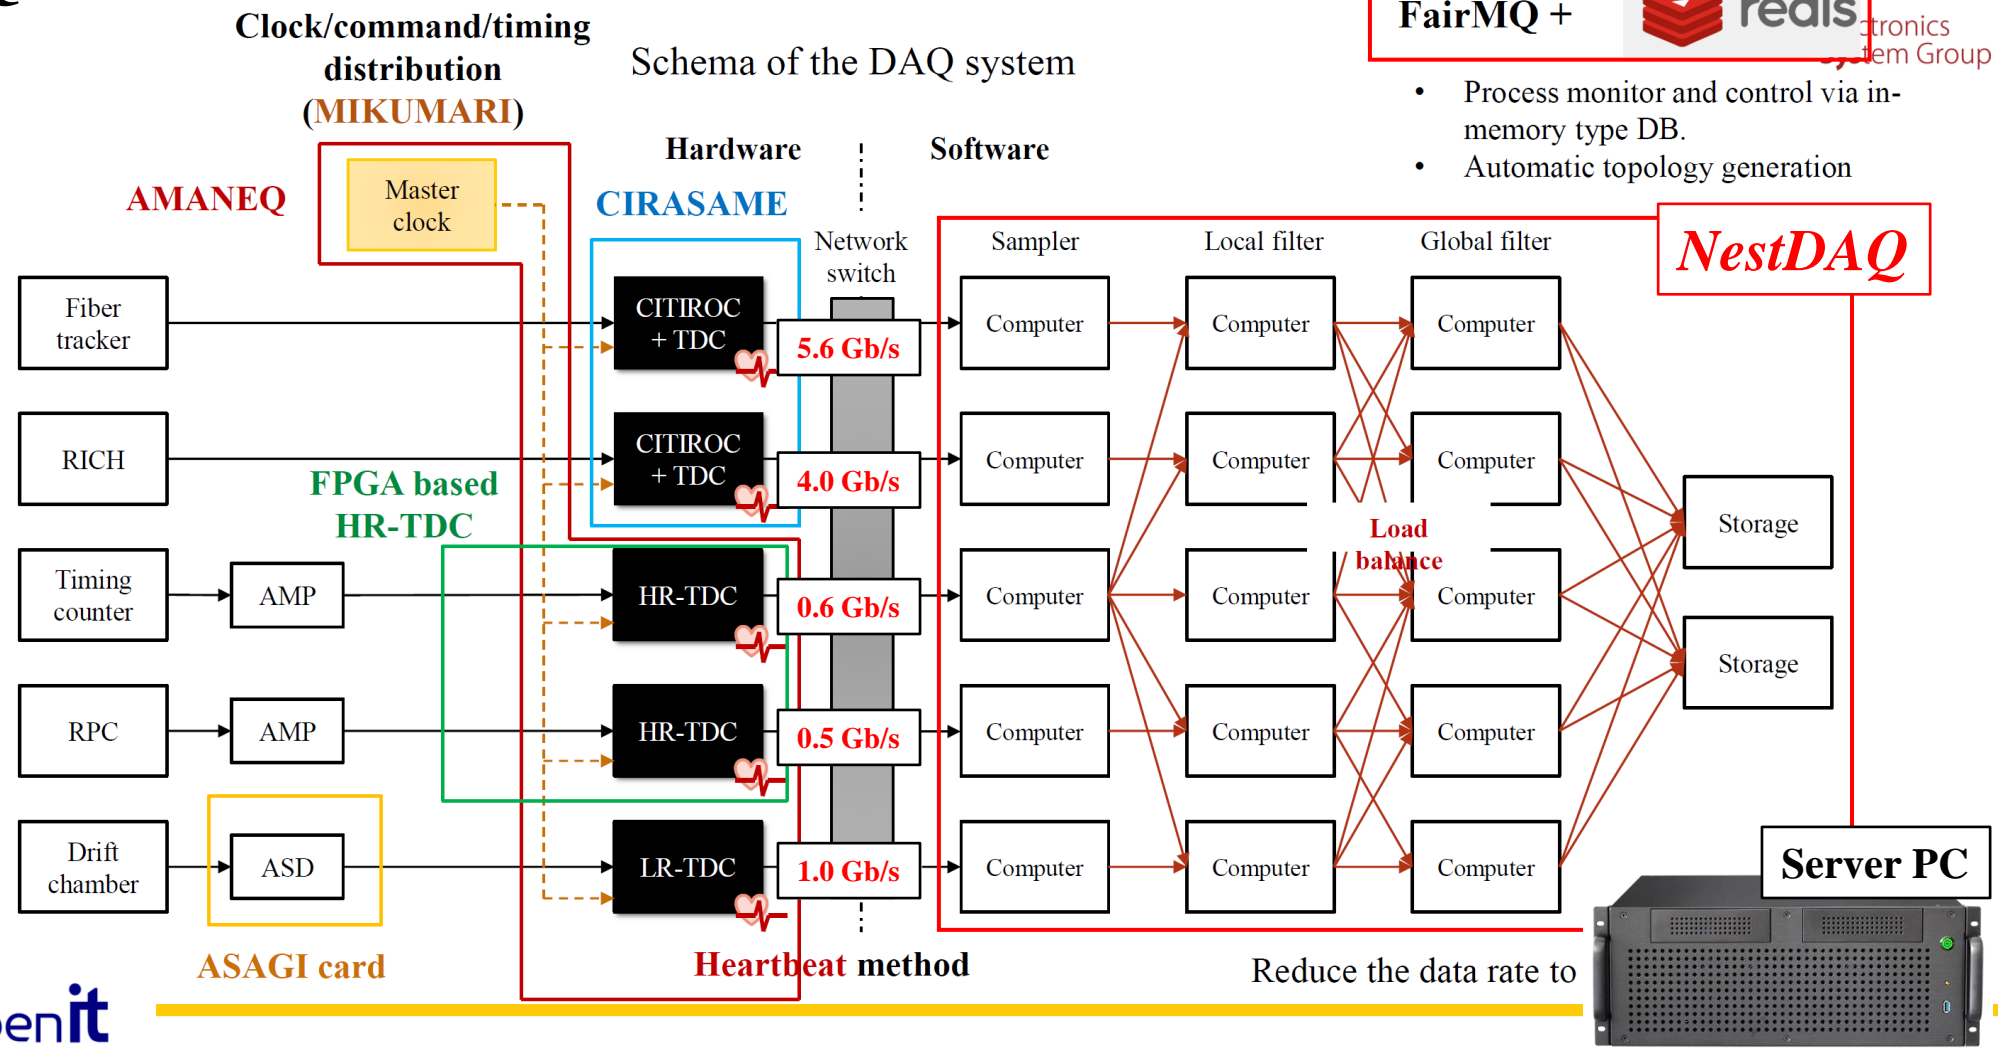 Clock/command/timing
distribution
(MIKUMARI)
Schema of the DAQ system
FairMQ +
redis
tronics
tem Group
• Process monitor and control via in-
memory type DB.
• Automatic topology generation
Hardware
Software
AMANEQ
Master
clock
CIRASAME
Network
switch
Sampler
Local filter
Global filter
NestDAQ
Fiber
tracker
CITIROC
+ TDC
5.6 Gb/s
Computer
Computer
Computer
RICH
CITIROC
+ TDC
4.0 Gb/s
Computer
Computer
Computer
FPGA based
HR-TDC
Load
balance
Storage
Timing
counter
AMP
HR-TDC
0.6 Gb/s
Computer
Computer
Computer
Storage
RPC
AMP
HR-TDC
0.5 Gb/s
Computer
Computer
Computer
Drift
chamber
ASD
LR-TDC
1.0 Gb/s
Computer
Computer
Computer
Server PC
ASAGI card
Heartbeat method
Reduce the data rate to
enit